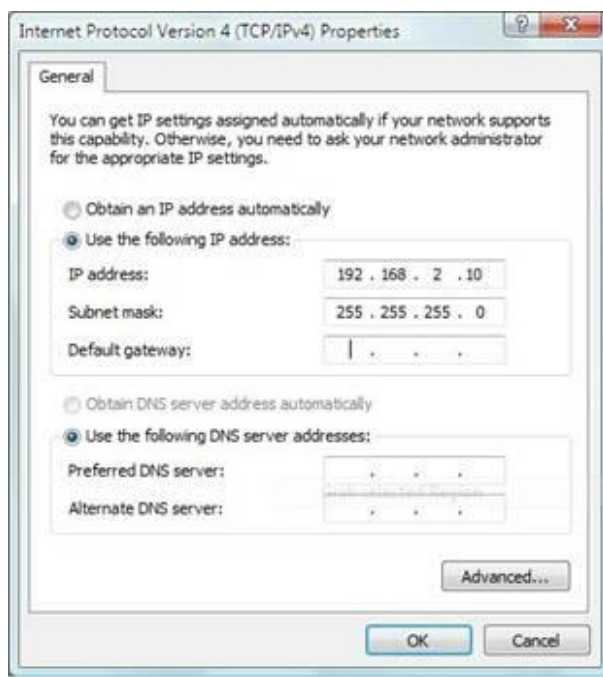 Internet Protocol Version 4 (TCP/IPv4) Properties
General
You can get IP settings assigned automatically if your network supports
this capability. Otherwise, you need to ask your network administrator
for the appropriate IP settings.
Obtain an IP address automatically
Use the following IP address:
IP address: 192 . 168 . 2 . 10
Subnet mask: 255 . 255 . 255 . 0
Default gateway: . . .
Obtain DNS server address automatically
Use the following DNS server addresses:
Preferred DNS server: . . .
Alternate DNS server: . . .
Advanced...
OK Cancel